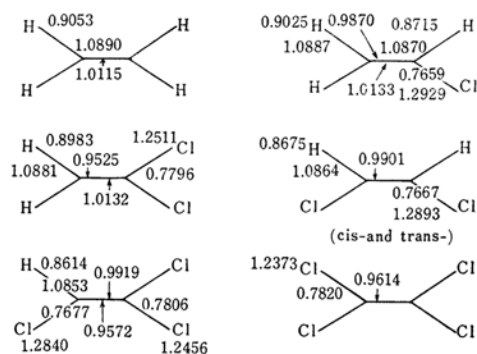 H 0.9053 H
1.0890
1.0115
H H
0.9025 0.9870 0.8715
H 1.0887 1.0870 H
0.7659
H 1.0133 1.2929 Cl
H 0.8983 1.2511
0.9525 Cl
1.0881 0.7796
H 1.0132 Cl
0.8675
H 0.9901 H
1.0864
0.7667
Cl 1.2893 Cl
(cis-and trans-)
H 0.8614 0.9919 Cl
1.0853 0.7806
0.7677
Cl 0.9572 Cl
1.2840 1.2456
1.2373
Cl 0.9614 Cl
0.7820
Cl Cl